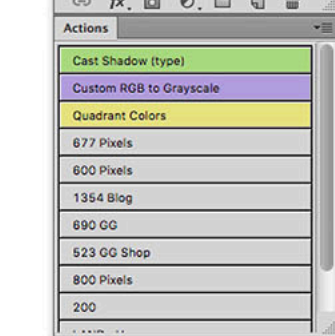 fx
Actions
Cast Shadow (type)
Custom RGB to Grayscale
Quadrant Colors
677 Pixels
600 Pixels
1354 Blog
690 GG
523 GG Shop
800 Pixels
200